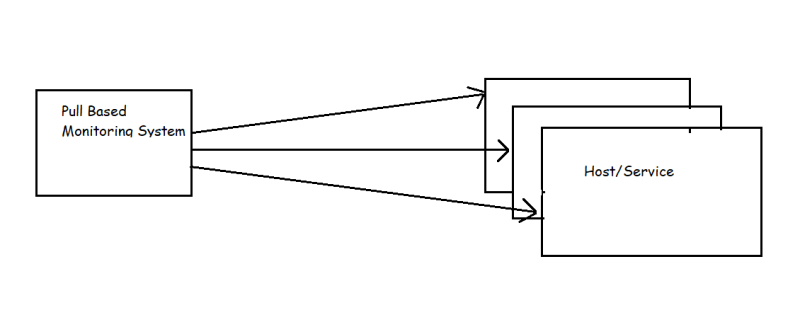 Pull Based
Monitoring System
Host/Service